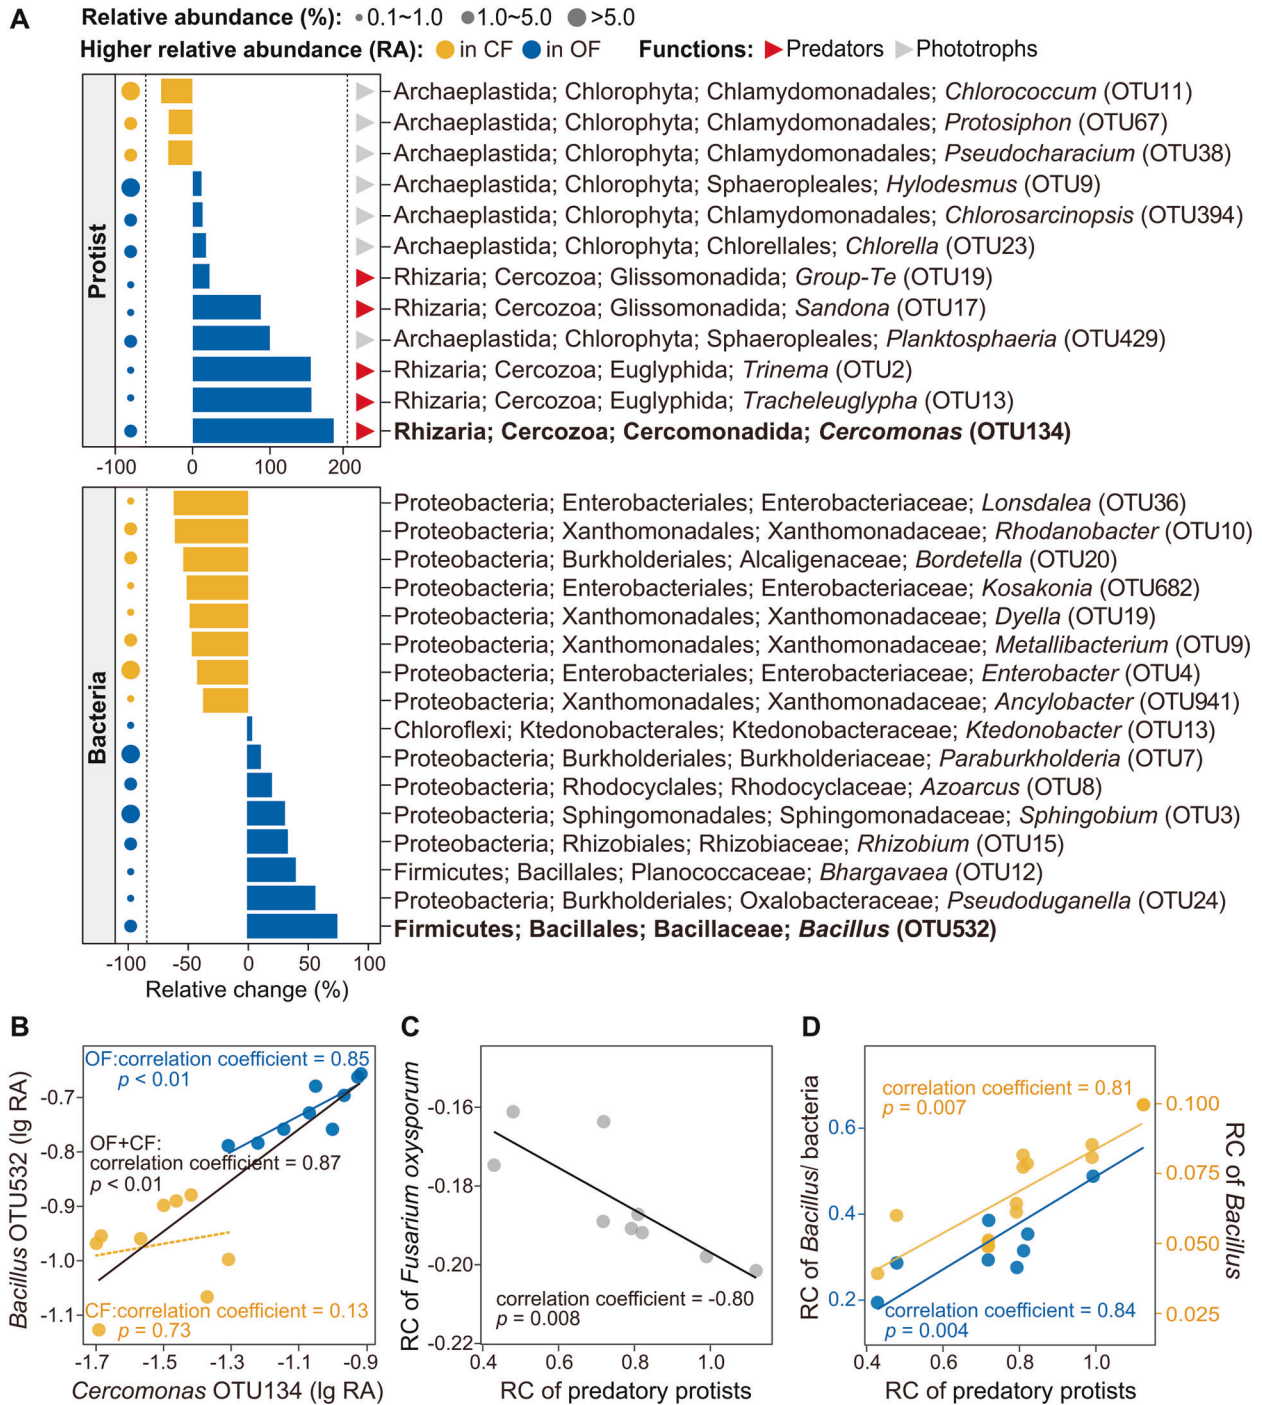 A
Relative abundance (%): 0.1~1.0 1.0~5.0 >5.0
Higher relative abundance (RA): in CF in OF Functions: Predators Phototrophs
Protist
Archaeplastida; Chlorophyta; Chlamydomonadales; Chlorococcum (OTU11)
Archaeplastida; Chlorophyta; Chlamydomonadales; Protosiphon (OTU67)
Archaeplastida; Chlorophyta; Chlamydomonadales; Pseudocharacium (OTU38)
Archaeplastida; Chlorophyta; Sphaeropleales; Hylodesmus (OTU9)
Archaeplastida; Chlorophyta; Chlamydomonadales; Chlorosarcinopsis (OTU394)
Archaeplastida; Chlorophyta; Chlorellales; Chlorella (OTU23)
Rhizaria; Cercozoa; Glissomonadida; Group-Te (OTU19)
Rhizaria; Cercozoa; Glissomonadida; Sandona (OTU17)
Archaeplastida; Chlorophyta; Sphaeropleales; Planktosphaeria (OTU429)
Rhizaria; Cercozoa; Euglyphida; Trinema (OTU2)
Rhizaria; Cercozoa; Euglyphida; Tracheleuglypha (OTU13)
Rhizaria; Cercozoa; Cercomonadida; Cercomonas (OTU134)
-100 0 100 200
Bacteria
Proteobacteria; Enterobacteriales; Enterobacteriaceae; Lonsdalea (OTU36)
Proteobacteria; Xanthomonadales; Xanthomonadaceae; Rhodanobacter (OTU10)
Proteobacteria; Burkholderiales; Alcaligenaceae; Bordetella (OTU20)
Proteobacteria; Enterobacteriales; Enterobacteriaceae; Kosakonia (OTU682)
Proteobacteria; Xanthomonadales; Xanthomonadaceae; Dyella (OTU19)
Proteobacteria; Xanthomonadales; Xanthomonadaceae; Metallibacterium (OTU9)
Proteobacteria; Enterobacteriales; Enterobacteriaceae; Enterobacter (OTU4)
Proteobacteria; Xanthomonadales; Xanthomonadaceae; Ancylobacter (OTU941)
Chloroflexi; Ktedonobacterales; Ktedonobacteraceae; Ktedonobacter (OTU13)
Proteobacteria; Burkholderiales; Burkholderiaceae; Paraburkholderia (OTU7)
Proteobacteria; Rhodocyclales; Rhodocyclaceae; Azoarcus (OTU8)
Proteobacteria; Sphingomonadales; Sphingomonadaceae; Sphingobium (OTU3)
Proteobacteria; Rhizobiales; Rhizobiaceae; Rhizobium (OTU15)
Firmicutes; Bacillales; Planococcaceae; Bhargavaea (OTU12)
Proteobacteria; Burkholderiales; Oxalobacteraceae; Pseudoduganella (OTU24)
Firmicutes; Bacillales; Bacillaceae; Bacillus (OTU532)
-100 -50 0 50 100
Relative change (%)
B
Bacillus OTU532 (lg RA)
-0.7
-0.8
-0.9
-1.0
-1.1
OF:correlation coefficient = 0.85
p < 0.01
OF+CF:
correlation coefficient = 0.87
p < 0.01
CF:correlation coefficient = 0.13
p = 0.73
-1.7 -1.5 -1.3 -1.1 -0.9
Cercomonas OTU134 (lg RA)
C
RC of Fusarium oxysporum
-0.16
-0.18
-0.20
-0.22
correlation coefficient = -0.80
p = 0.008
0.4 0.6 0.8 1.0
RC of predatory protists
D
RC of Bacillus/ bacteria
0.6
0.4
0.2
correlation coefficient = 0.81
p = 0.007
correlation coefficient = 0.84
p = 0.004
0.100
0.075
0.050
0.025
RC of Bacillus
0.4 0.6 0.8 1.0
RC of predatory protists